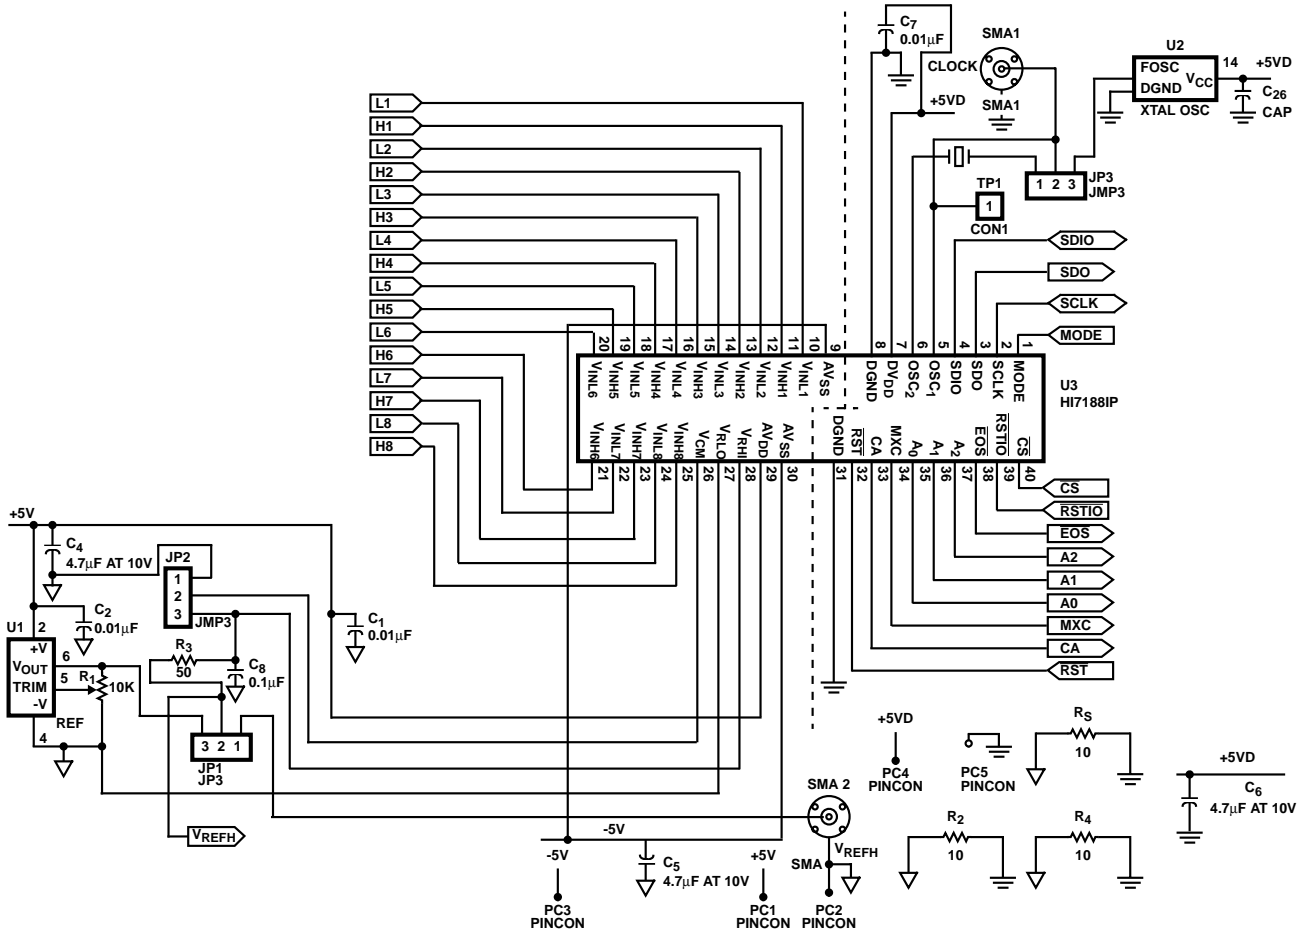 C7
0.01µF
SMA1
CLOCK
SMA1
+5VD
U2
FOSC
DGND
VCC
14
+5VD
XTAL OSC
C26
CAP
1 2 3
JP3
JMP3
TP1
1
CON1
L1
H1
L2
H2
L3
H3
L4
H4
L5
H5
L6
H6
L7
H7
L8
H8
SDIO
SDO
SCLK
MODE
20 19 18 17 16 15 14 13 12 11 10 9 8 7 6 5 4 3 2 1
VINL6 VINH5 VINL5 VINH4 VINL4 VINH3 VINL3 VINH2 VINL2 VINH1 VINL1 AVSS DGND DVDD OSC2 OSC1 SDIO SDO SCLK MODE
U3
HI7188IP
VINH6 VINL7 VINH7 VINL8 VINH8 VCM VRLO VRHI AVDD AVSS DGND RST CA MXC A0 A1 A2 EOS RSTIO CS
21 22 23 24 25 26 27 28 29 30 31 32 33 34 35 36 37 38 39 40
CS
RSTIO
EOS
A2
A1
A0
MXC
CA
RST
+5V
C4
4.7µF AT 10V
JP2
1
2
3
JMP3
C2
0.01µF
C1
0.01µF
U1
2
+V
VOUT
TRIM
-V
6
5
4
REF
R1
10K
R3
50
C8
0.1µF
3 2 1
JP1
JP3
VREFH
-5V
-5V
PC3
PINCON
C5
4.7µF AT 10V
+5V
PC1
PINCON
SMA 2
VREFH
SMA
PC2
PINCON
+5VD
PC4
PINCON
PC5
PINCON
RS
10
R2
10
R4
10
+5VD
C6
4.7µF AT 10V